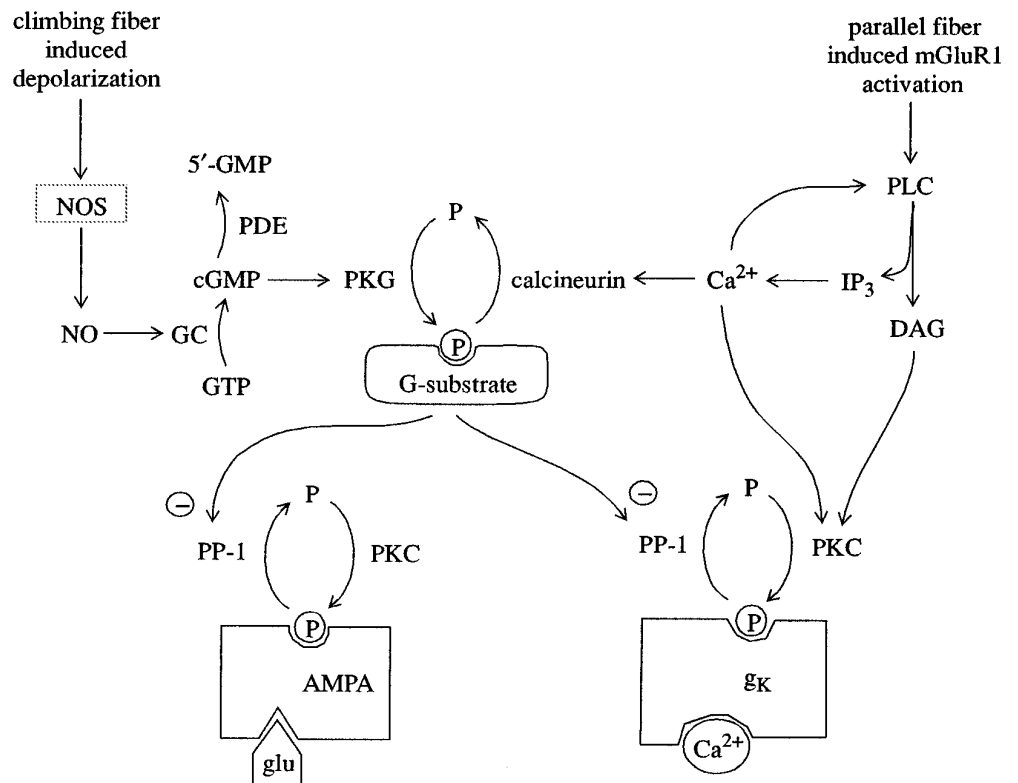 climbing fiber
induced
depolarization
parallel fiber
induced mGluR1
activation
5′-GMP
NOS
PDE
P
PLC
cGMP
PKG
calcineurin
Ca2+
IP3
NO
GC
P
DAG
GTP
G-substrate
P
P
PP-1
PKC
PP-1
PKC
P
P
AMPA
gK
glu
Ca2+